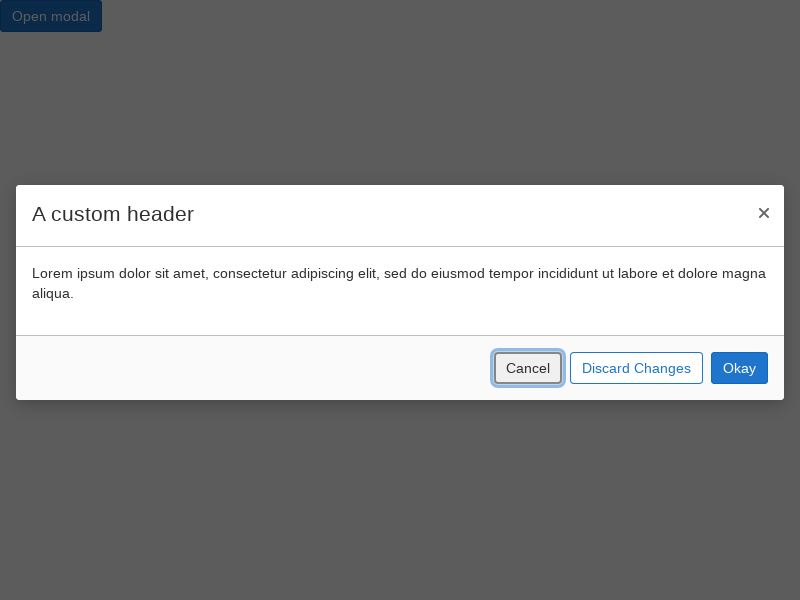 Open modal
A custom header
Lorem ipsum dolor sit amet, consectetur adipiscing elit, sed do eiusmod tempor incididunt ut labore et dolore magna
aliqua.
Cancel Discard Changes Okay